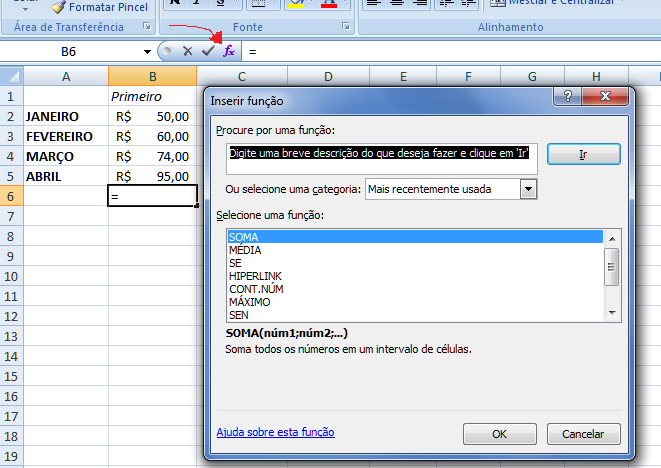 Formatar Pincel
Mesclar e Centralizar
Área de Transferência
Fonte
Alinhamento
B6
fx
=
A B C D E F G H
1 Primeiro
2 JANEIRO R$ 50,00
3 FEVEREIRO R$ 60,00
4 MARÇO R$ 74,00
5 ABRIL R$ 95,00
6 =
7
8
9
10
11
12
13
14
15
16
17
18
19
Inserir função
?
Procure por uma função:
Digite uma breve descrição do que deseja fazer e clique em 'Ir'
Ir
Ou selecione uma categoria:
Mais recentemente usada
Selecione uma função:
SOMA
MÉDIA
SE
HIPERLINK
CONT.NÚM
MÁXIMO
SEN
SOMA(núm1;núm2;...)
Soma todos os números em um intervalo de células.
Ajuda sobre esta função
OK
Cancelar